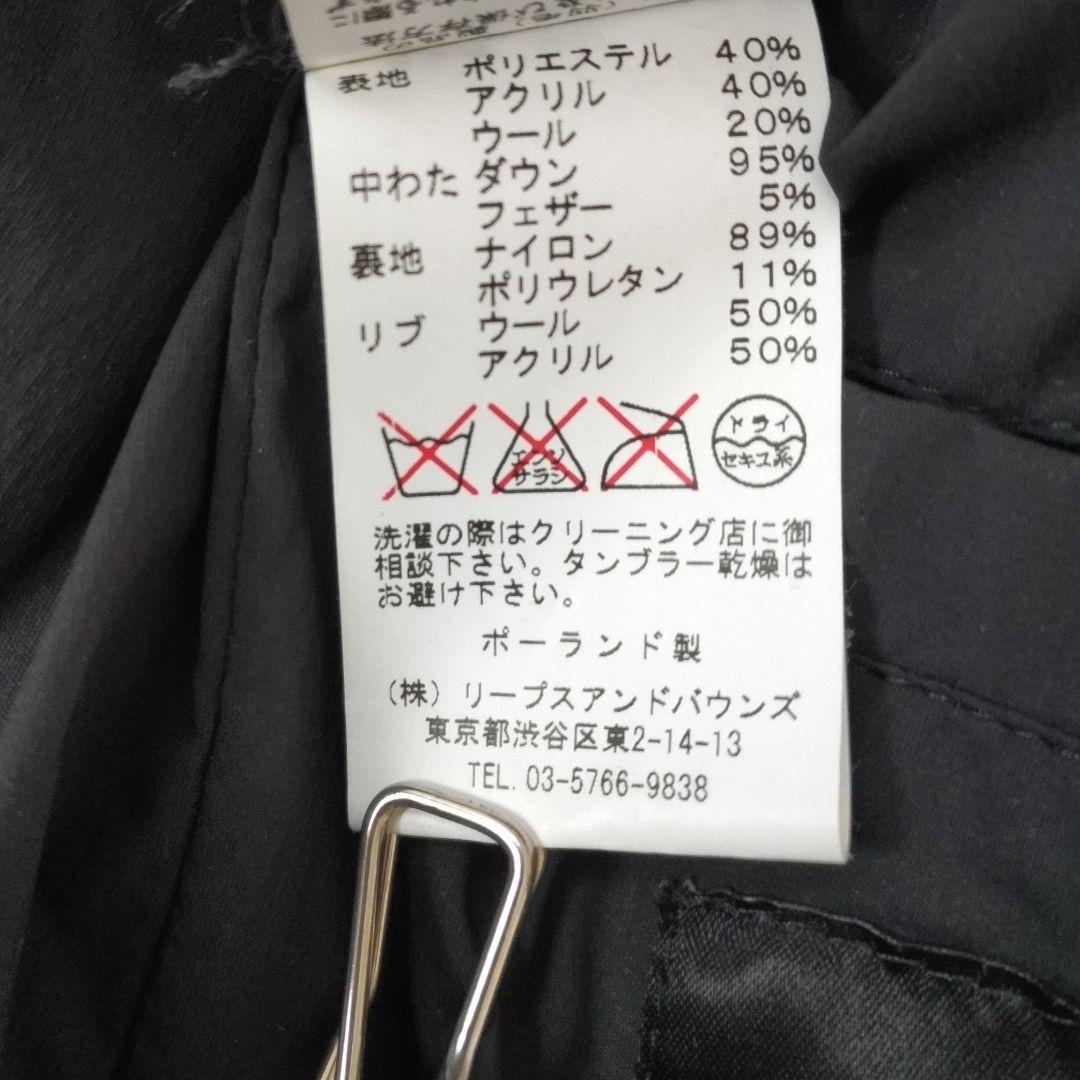 表地 ポリエステル 40%
アクリル 40%
ウール 20%
中わた ダウン 95%
フェザー 5%
裏地 ナイロン 89%
ポリウレタン 11%
リブ ウール 50%
アクリル 50%
エンソ
サラシ
ドライ
セキユ系
洗濯の際はクリーニング店に御
相談下さい。タンブラー乾燥は
お避け下さい。
ポーランド製
(株)リープスアンドバウンズ
東京都渋谷区東2-14-13
TEL. 03-5766-9838